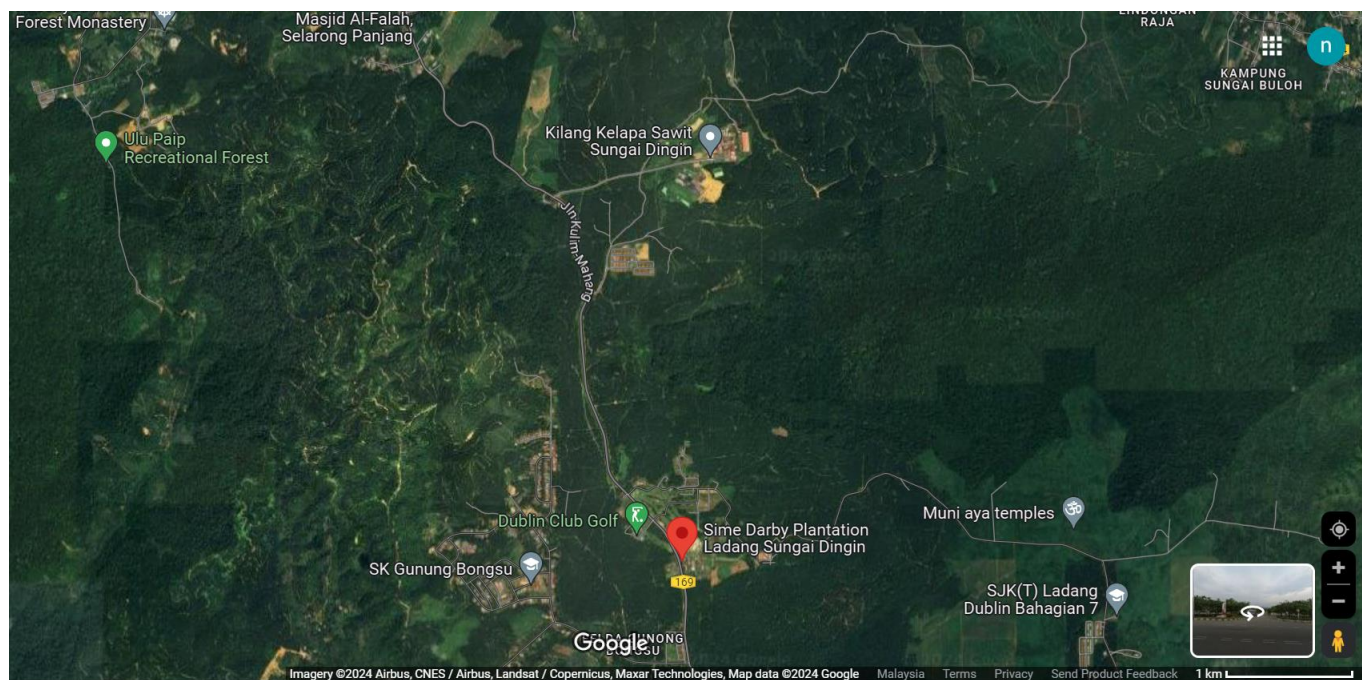 Forest Monastery
Masjid Al-Falah,
Selarong Panjang
RAJA
n
KAMPUNG
SUNGAI BULOH
Ulu Paip
Recreational Forest
Kilang Kelapa Sawit
Sungai Dingin
Jln Kulim-Mahang
Dublin Club Golf
Sime Darby Plantation
Ladang Sungai Dingin
Muni aya temples
SK Gunung Bongsu
169
SJK(T) Ladang
Dublin Bahagian 7
Google
Imagery ©2024 Airbus, CNES / Airbus, Landsat / Copernicus, Maxar Technologies, Map data ©2024 Google Malaysia Terms Privacy Send Product Feedback 1 km